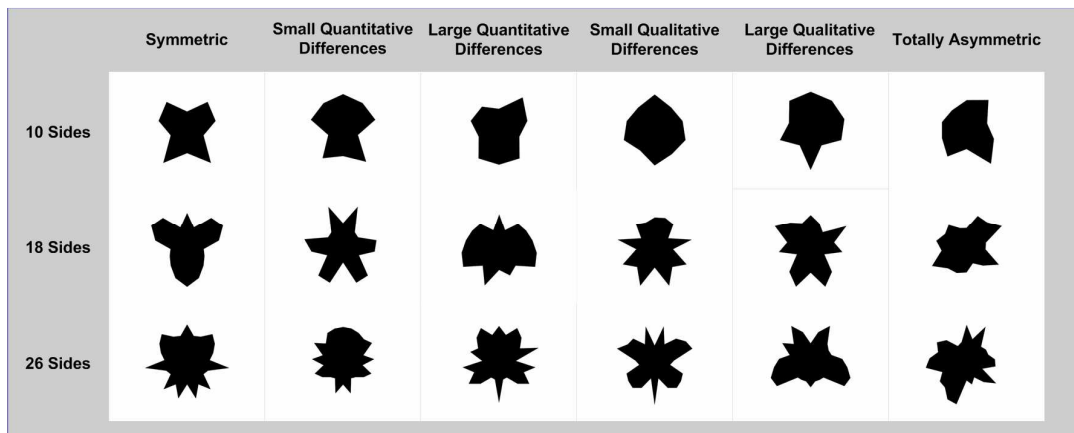 Symmetric
Small Quantitative
Differences
Large Quantitative
Differences
Small Qualitative
Differences
Large Qualitative
Differences
Totally Asymmetric
10 Sides
18 Sides
26 Sides